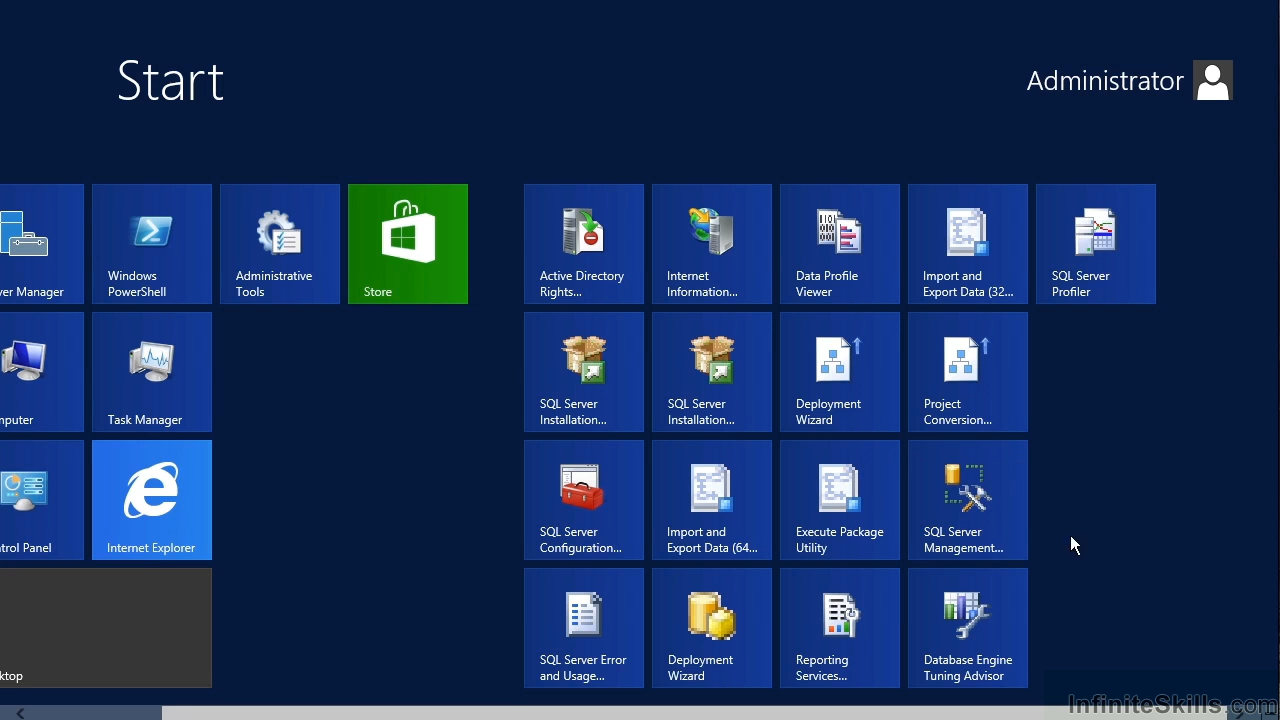 Start
Administrator
ver Manager
Windows
PowerShell
Administrative
Tools
Store
Active Directory
Rights...
Internet
Information...
Data Profile
Viewer
Import and
Export Data (32...
SQL Server
Profiler
mputer
Task Manager
SQL Server
Installation...
SQL Server
Installation...
Deployment
Wizard
Project
Conversion...
ntrol Panel
Internet Explorer
SQL Server
Configuration...
Import and
Export Data (64...
Execute Package
Utility
SQL Server
Management...
ktop
SQL Server Error
and Usage...
Deployment
Wizard
Reporting
Services...
Database Engine
Tuning Advisor
InfiniteSkills.com